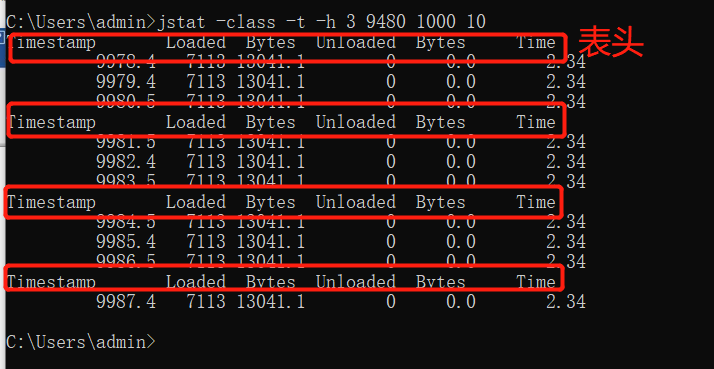 C:\Users\admin>jstat -class -t -h 3 9480 1000 10
Timestamp Loaded Bytes Unloaded Bytes Time 表头
9978.4 7113 13041.1 0 0.0 2.34
9979.4 7113 13041.1 0 0.0 2.34
9980.5 7113 13041.1 0 0.0 2.34
Timestamp Loaded Bytes Unloaded Bytes Time
9981.5 7113 13041.1 0 0.0 2.34
9982.4 7113 13041.1 0 0.0 2.34
9983.5 7113 13041.1 0 0.0 2.34
Timestamp Loaded Bytes Unloaded Bytes Time
9984.5 7113 13041.1 0 0.0 2.34
9985.4 7113 13041.1 0 0.0 2.34
9986.5 7113 13041.1 0 0.0 2.34
Timestamp Loaded Bytes Unloaded Bytes Time
9987.4 7113 13041.1 0 0.0 2.34
C:\Users\admin>